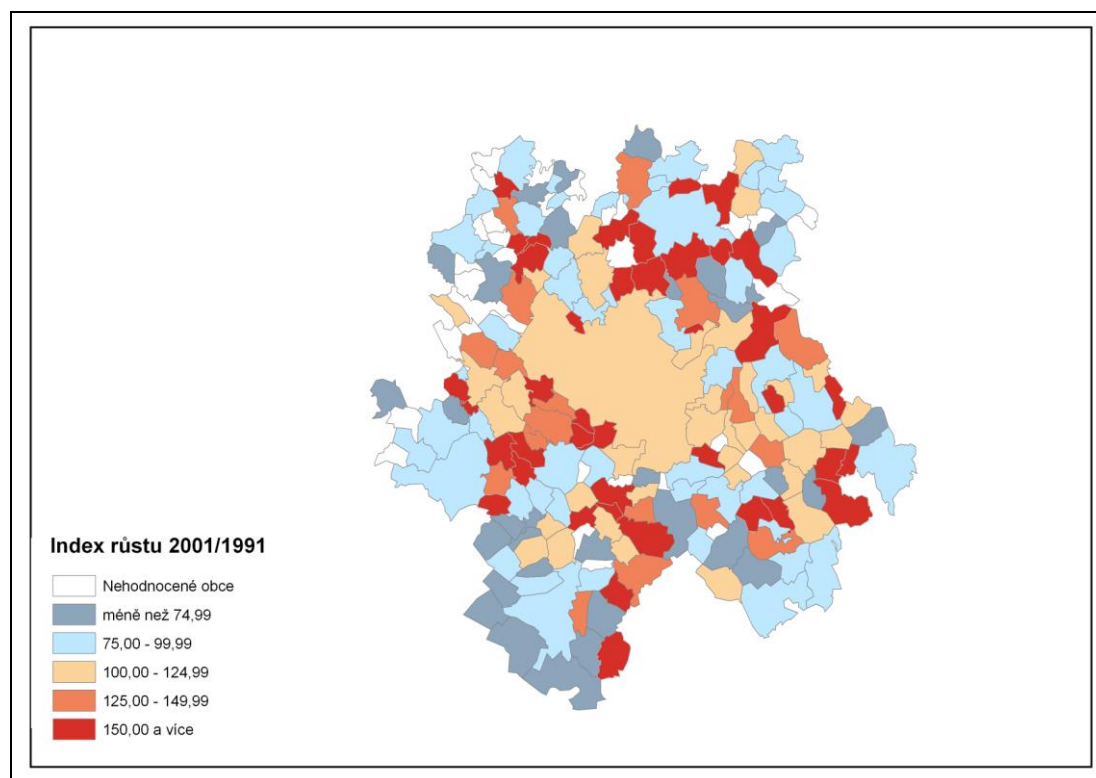 Index růstu 2001/1991
Nehodnocené obce
méně než 74,99
75,00 - 99,99
100,00 - 124,99
125,00 - 149,99
150,00 a více